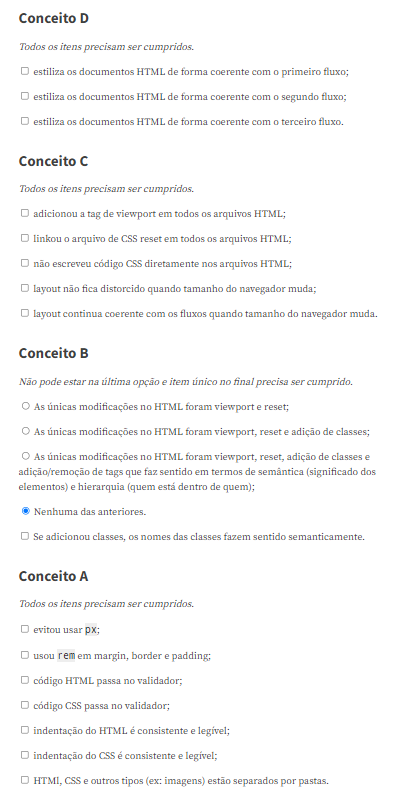 Conceito D
Todos os itens precisam ser cumpridos.
estiliza os documentos HTML de forma coerente com o primeiro fluxo;
estiliza os documentos HTML de forma coerente com o segundo fluxo;
estiliza os documentos HTML de forma coerente com o terceiro fluxo.
Conceito C
Todos os itens precisam ser cumpridos.
adicionou a tag de viewport em todos os arquivos HTML;
linkou o arquivo de CSS reset em todos os arquivos HTML;
não escreveu código CSS diretamente nos arquivos HTML;
layout não fica distorcido quando tamanho do navegador muda;
layout continua coerente com os fluxos quando tamanho do navegador muda.
Conceito B
Não pode estar na última opção e item único no final precisa ser cumprido.
As únicas modificações no HTML foram viewport e reset;
As únicas modificações no HTML foram viewport, reset e adição de classes;
As únicas modificações no HTML foram viewport, reset, adição de classes e
adição/remoção de tags que faz sentido em termos de semântica (significado dos
elementos) e hierarquia (quem está dentro de quem);
Nenhuma das anteriores.
Se adicionou classes, os nomes das classes fazem sentido semanticamente.
Conceito A
Todos os itens precisam ser cumpridos.
evitou usar px;
usou rem em margin, border e padding;
código HTML passa no validador;
código CSS passa no validador;
indentação do HTML é consistente e legível;
indentação do CSS é consistente e legível;
HTMl, CSS e outros tipos (ex: imagens) estão separados por pastas.